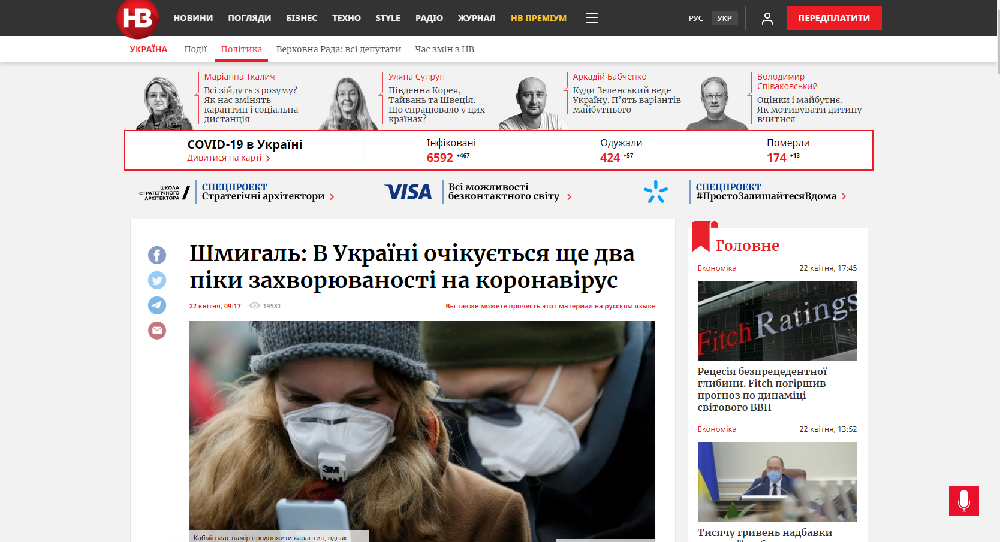 НВ
НОВИНИ ПОГЛЯДИ БІЗНЕС ТЕХНО STYLE РАДІО ЖУРНАЛ НВ ПРЕМІУМ РУС УКР ПЕРЕДПЛАТИТИ
УКРАЇНА Події Політика Верховна Рада: всі депутати Час змін з НВ
Маріанна Ткалич
Всі зійдуть з розуму?
Як нас змінять
карантин і соціальна
дистанція
Уляна Супрун
Південна Корея,
Тайвань та Швеція.
Що спрацювало у цих
країнах?
Аркадій Бабченко
Куди Зеленський веде
Україну. П’ять варіантів
майбутнього
Володимир
Співаковський
Оцінки і майбутнє.
Як мотивувати дитину
вчитися
COVID-19 в Україні
Дивитися на карті
Інфіковані
6592 +467
Одужали
424 +57
Померли
174 +13
ШКОЛА
СТРАТЕГІЧНОГО
АРХІТЕКТОРА
СПЕЦПРОЕКТ
Стратегічні архітектори
VISA
Всі можливості
безконтактного світу
СПЕЦПРОЕКТ
#ПростоЗалишайтесяВдома
Шмигаль: В Україні очікується ще два
піки захворюваності на коронавірус
22 квітня, 09:17 19581
Вы также можете прочесть этот материал на русском языке
3M
Кабмін має намір продовжити карантин, однак
Головне
Економіка 22 квітня, 17:45
FitchRatings
Рецесія безпрецедентної
глибини. Fitch погіршив
прогноз по динаміці
світового ВВП
Економіка 22 квітня, 13:52
Тисячу гривень надбавки